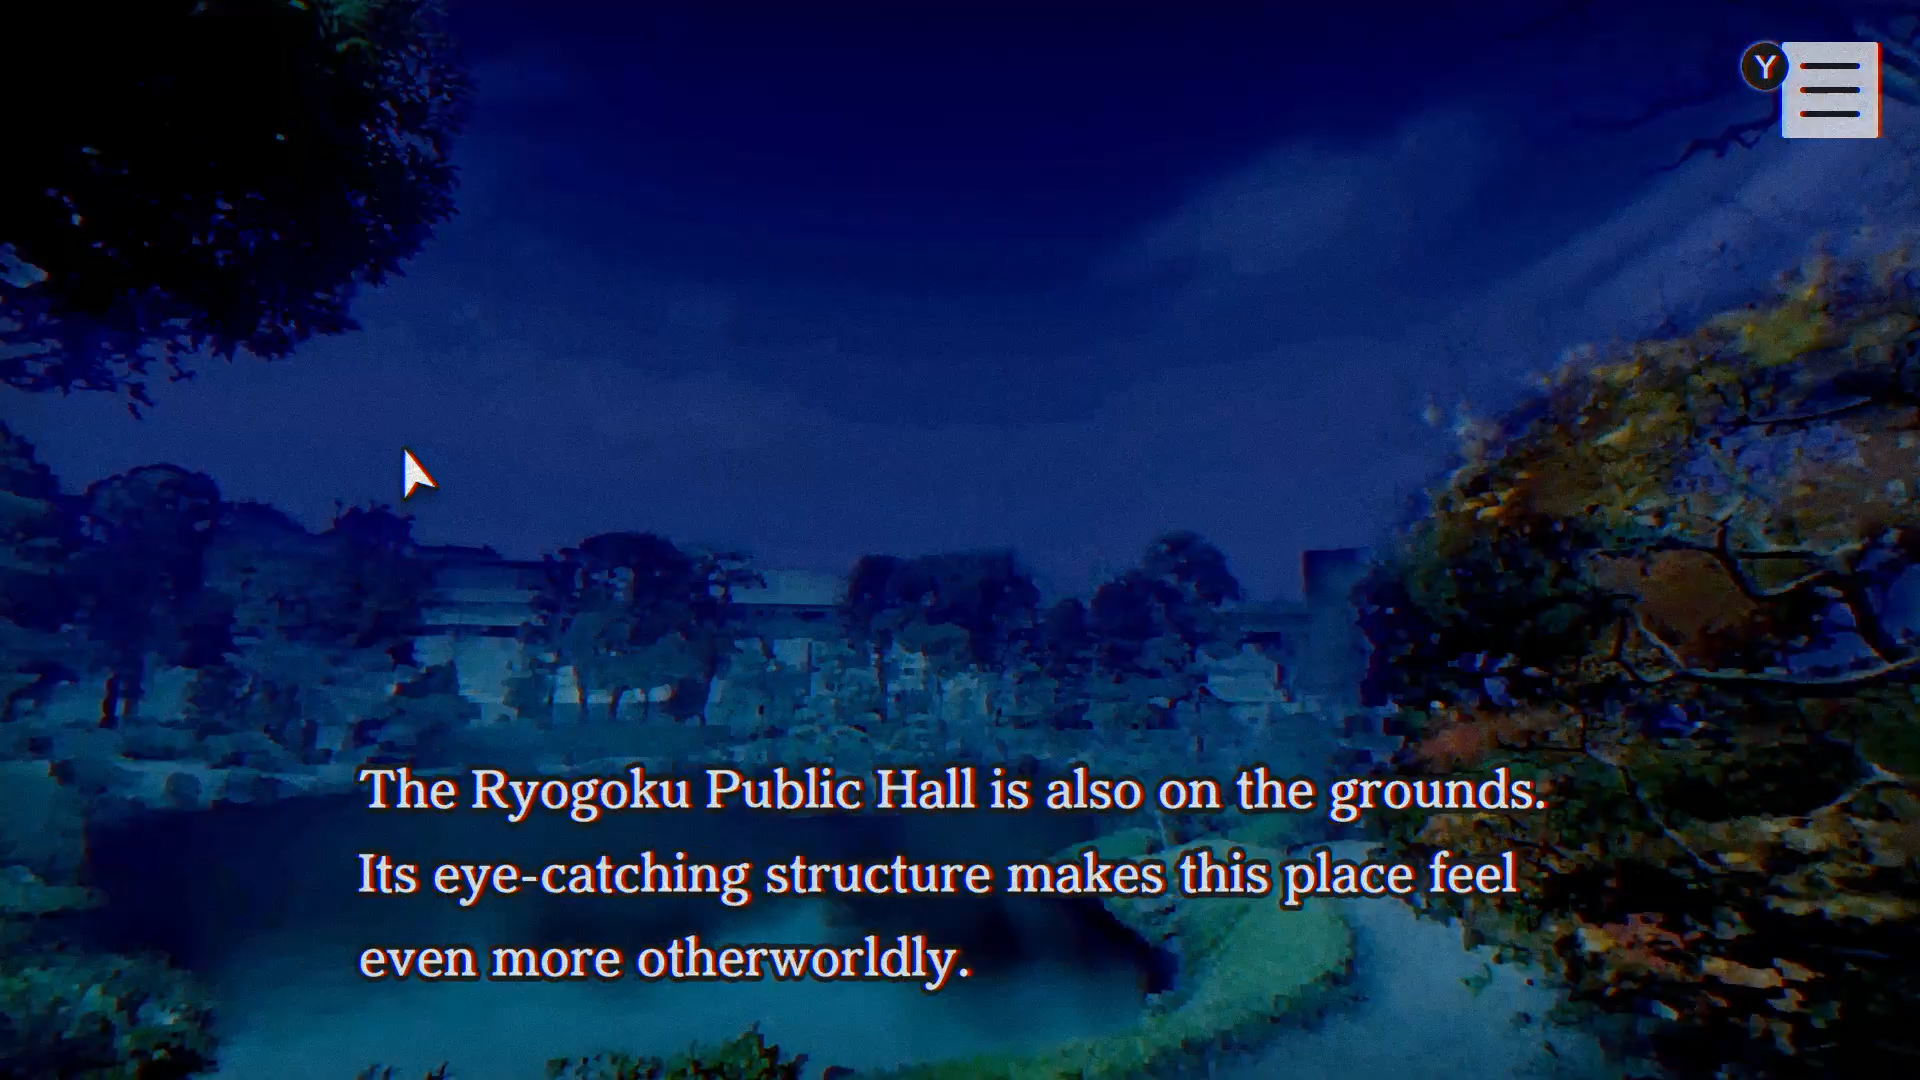 Y
The Ryogoku Public Hall is also on the grounds.
Its eye-catching structure makes this place feel
even more otherworldly.